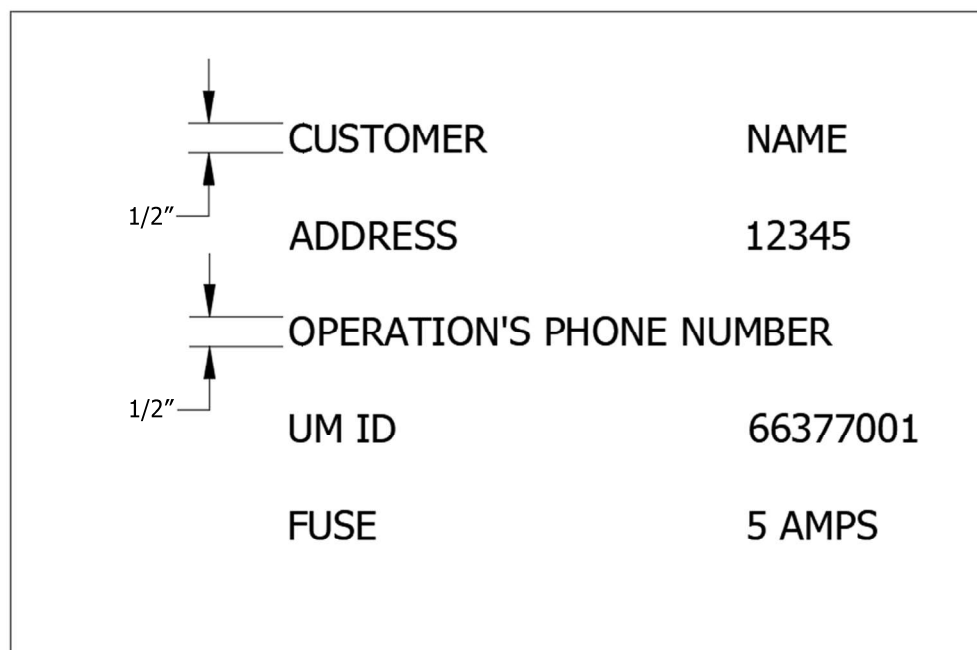 CUSTOMER NAME
1/2"
ADDRESS 12345
OPERATION'S PHONE NUMBER
1/2"
UM ID 66377001
FUSE 5 AMPS